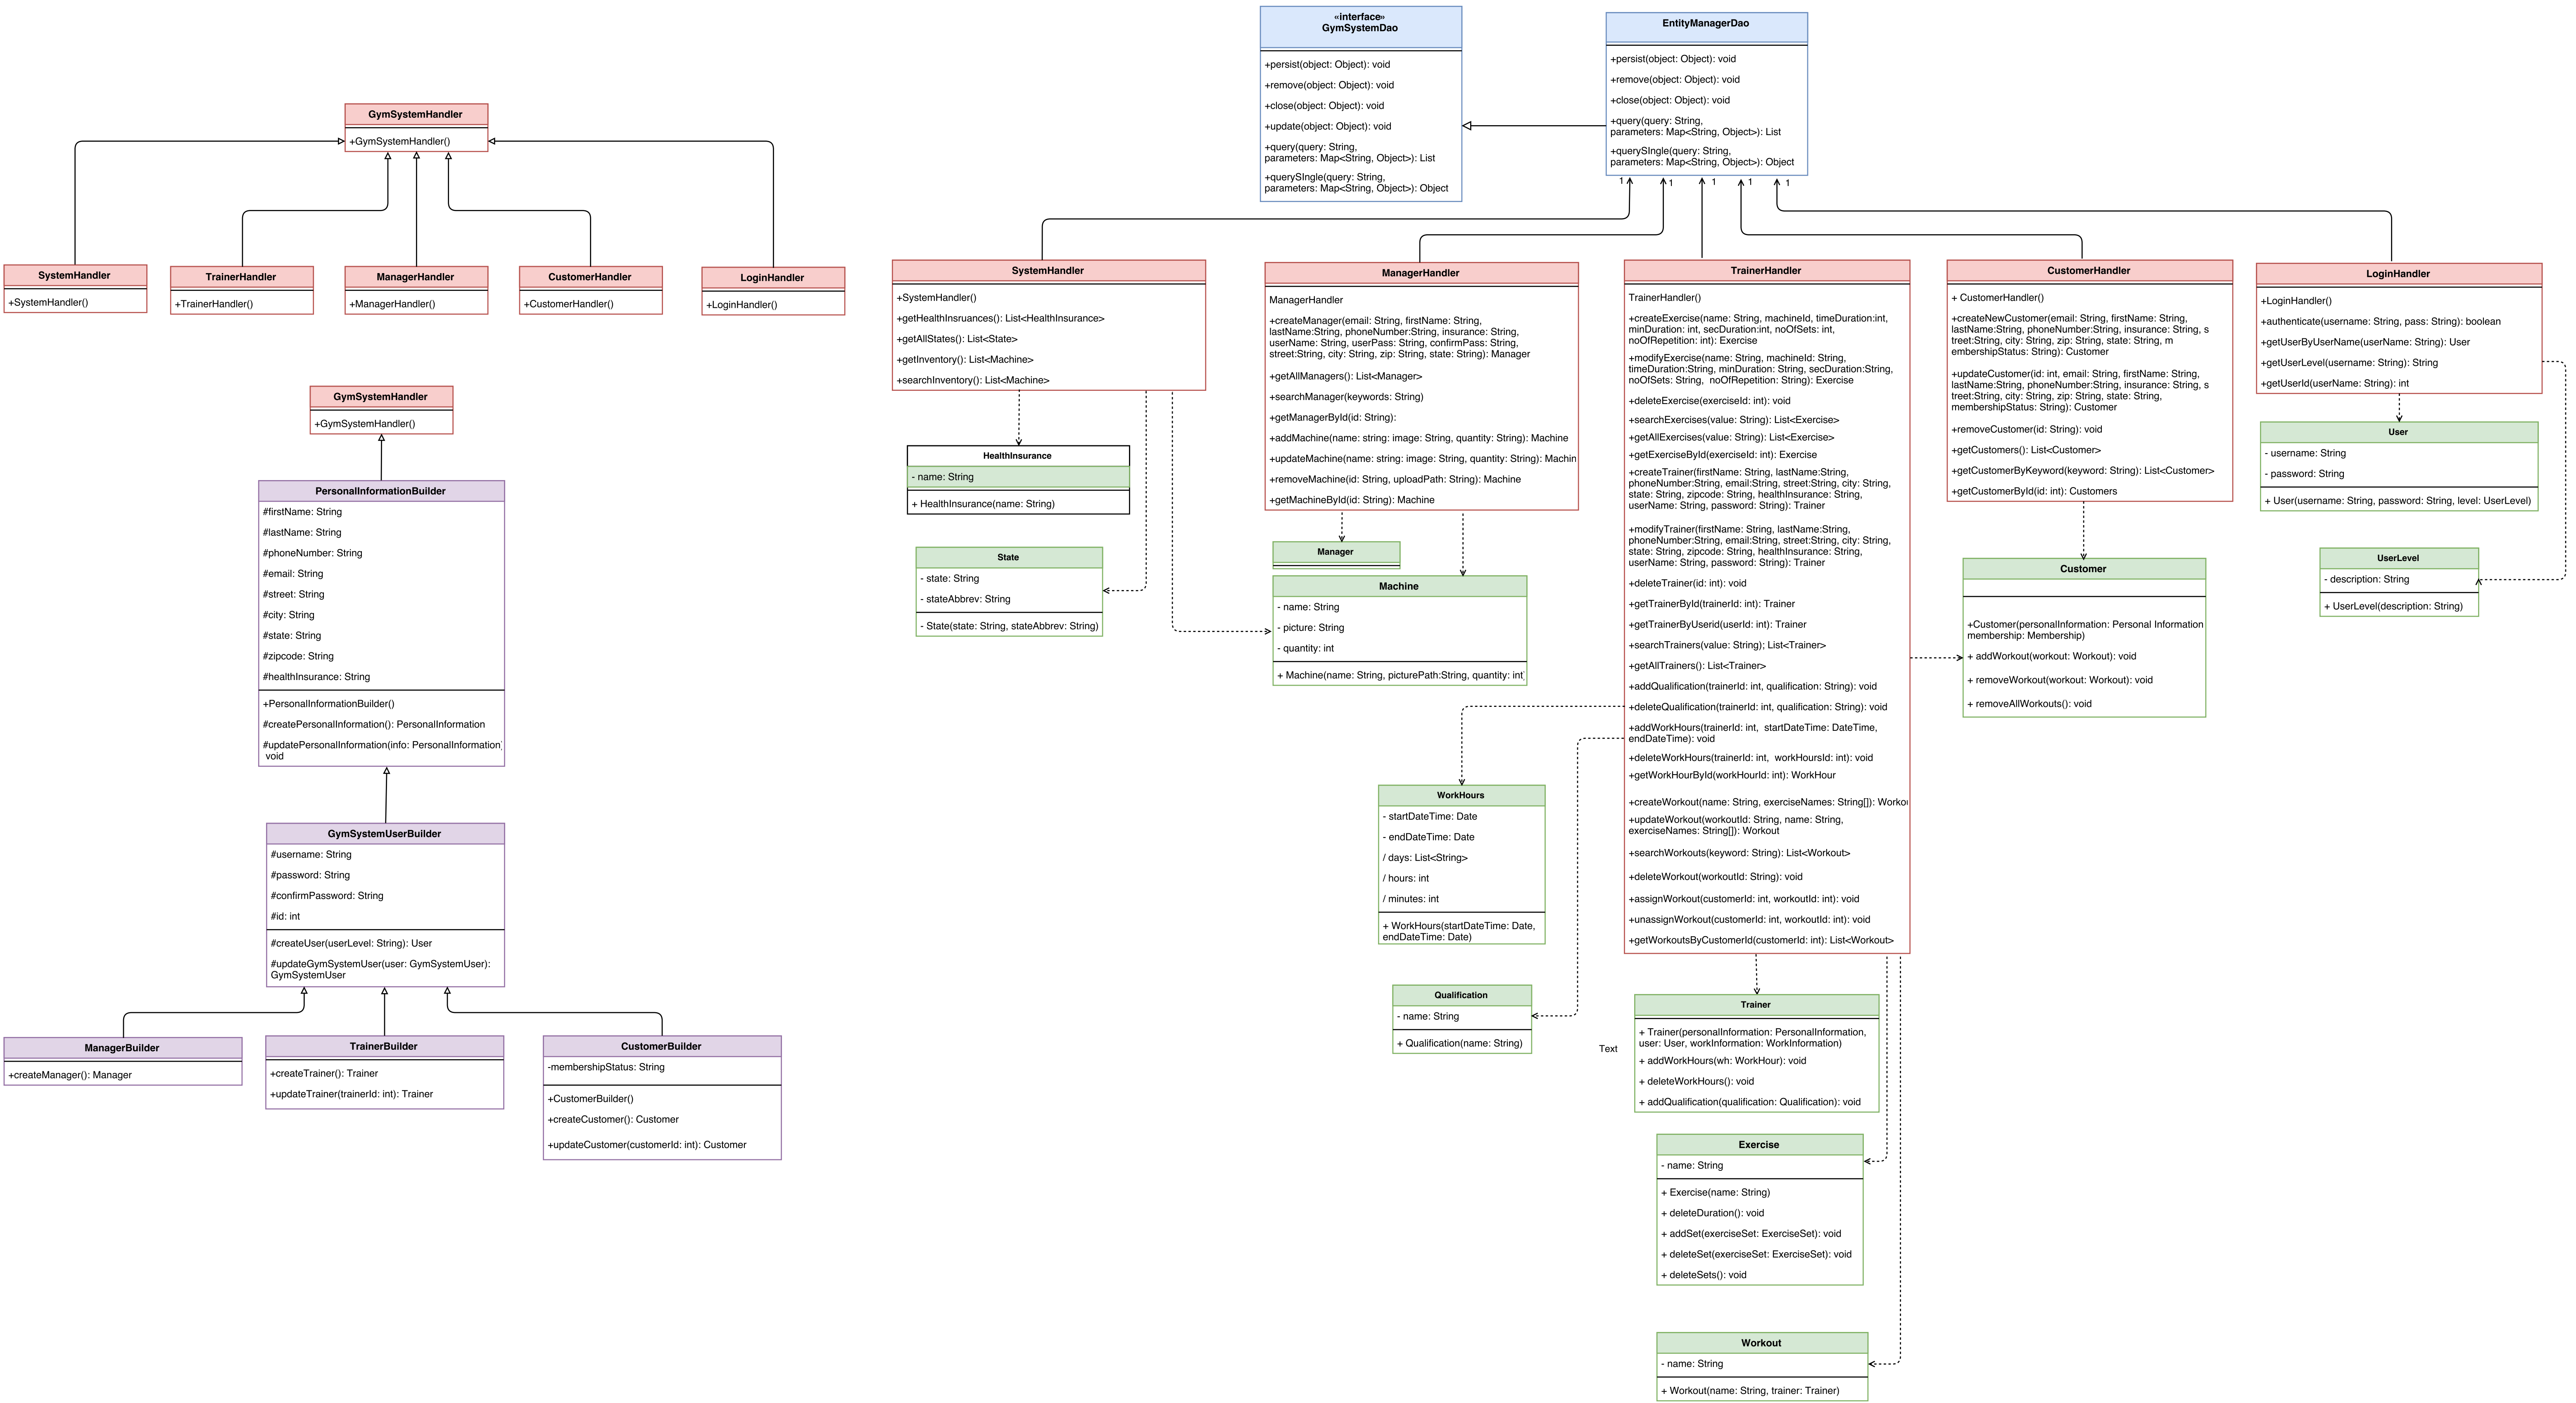 GymSystemHandler
+GymSystemHandler()
SystemHandler
+SystemHandler()
TrainerHandler
+TrainerHandler()
ManagerHandler
+ManagerHandler()
CustomerHandler
+CustomerHandler()
LoginHandler
+LoginHandler()
GymSystemHandler
+GymSystemHandler()
PersonalInformationBuilder
#firstName: String
#lastName: String
#phoneNumber: String
#email: String
#street: String
#city: String
#state: String
#zipcode: String
#healthInsurance: String
+PersonalInformationBuilder()
#createPersonalInformation(): PersonalInformation
#updatePersonalInformation(info: PersonalInformation)
void
GymSystemUserBuilder
#username: String
#password: String
#confirmPassword: String
#id: int
#createUser(userLevel: String): User
#updateGymSystemUser(user: GymSystemUser):
GymSystemUser
ManagerBuilder
+createManager(): Manager
TrainerBuilder
+createTrainer(): Trainer
+updateTrainer(trainerId: int): Trainer
CustomerBuilder
-membershipStatus: String
+CustomerBuilder()
+createCustomer(): Customer
+updateCustomer(customerId: int): Customer
«interface»
GymSystemDao
+persist(object: Object): void
+remove(object: Object): void
+close(object: Object): void
+update(object: Object): void
+query(query: String,
parameters: Map<String, Object>): List
+querySIngle(query: String,
parameters: Map<String, Object>): Object
EntityManagerDao
+persist(object: Object): void
+remove(object: Object): void
+close(object: Object): void
+query(query: String,
parameters: Map<String, Object>): List
+querySIngle(query: String,
parameters: Map<String, Object>): Object
1
1
1
1
1
SystemHandler
+SystemHandler()
+getHealthInsruances(): List<HealthInsurance>
+getAllStates(): List<State>
+getInventory(): List<Machine>
+searchInventory(): List<Machine>
HealthInsurance
- name: String
+ HealthInsurance(name: String)
State
- state: String
- stateAbbrev: String
- State(state: String, stateAbbrev: String)
ManagerHandler
ManagerHandler
+createManager(email: String, firstName: String,
lastName:String, phoneNumber:String, insurance: String,
userName: String, userPass: String, confirmPass: String,
street:String, city: String, zip: String, state: String): Manager
+getAllManagers(): List<Manager>
+searchManager(keywords: String)
+getManagerById(id: String):
+addMachine(name: string: image: String, quantity: String): Machine
+updateMachine(name: string: image: String, quantity: String): Machin
+removeMachine(id: String, uploadPath: String): Machine
+getMachineById(id: String): Machine
Manager
Machine
- name: String
- picture: String
- quantity: int
+ Machine(name: String, picturePath:String, quantity: int)
TrainerHandler
TrainerHandler()
+createExercise(name: String, machineId, timeDuration:int,
minDuration: int, secDuration:int, noOfSets: int,
noOfRepetition: int): Exercise
+modifyExercise(name: String, machineId: String,
timeDuration:String, minDuration: String, secDuration:String,
noOfSets: String, noOfRepetition: String): Exercise
+deleteExercise(exerciseId: int): void
+searchExercises(value: String): List<Exercise>
+getAllExercises(value: String): List<Exercise>
+getExerciseById(exerciseId: int): Exercise
+createTrainer(firstName: String, lastName:String,
phoneNumber:String, email:String, street:String, city: String,
state: String, zipcode: String, healthInsurance: String,
userName: String, password: String): Trainer
+modifyTrainer(firstName: String, lastName:String,
phoneNumber:String, email:String, street:String, city: String,
state: String, zipcode: String, healthInsurance: String,
userName: String, password: String): Trainer
+deleteTrainer(id: int): void
+getTrainerById(trainerId: int): Trainer
+getTrainerByUserid(userId: int): Trainer
+searchTrainers(value: String); List<Trainer>
+getAllTrainers(): List<Trainer>
+addQualification(trainerId: int, qualification: String): void
+deleteQualification(trainerId: int, qualification: String): void
+addWorkHours(trainerId: int, startDateTime: DateTime,
endDateTime): void
+deleteWorkHours(trainerId: int, workHoursId: int): void
+getWorkHourById(workHourId: int): WorkHour
+createWorkout(name: String, exerciseNames: String[]): Workou
+updateWorkout(workoutId: String, name: String,
exerciseNames: String[]): Workout
+searchWorkouts(keyword: String): List<Workout>
+deleteWorkout(workoutId: String): void
+assignWorkout(customerId: int, workoutId: int): void
+unassignWorkout(customerId: int, workoutId: int): void
+getWorkoutsByCustomerId(customerId: int): List<Workout>
CustomerHandler
+ CustomerHandler()
+createNewCustomer(email: String, firstName: String,
lastName:String, phoneNumber:String, insurance: String, s
treet:String, city: String, zip: String, state: String, m
embershipStatus: String): Customer
+updateCustomer(id: int, email: String, firstName: String,
lastName:String, phoneNumber:String, insurance: String, s
treet: String, city: String, zip: String, state: String,
membershipStatus: String): Customer
+removeCustomer(id: String): void
+getCustomers(): List<Customer>
+getCustomerByKeyword(keyword: String): List<Customer>
+getCustomerById(id: int): Customers
LoginHandler
+LoginHandler()
+authenticate(username: String, pass: String): boolean
+getUserByUserName(userName: String): User
+getUserLevel(username: String): String
+getUserId(userName: String): int
User
- username: String
- password: String
+ User(username: String, password: String, level: UserLevel)
UserLevel
- description: String
+ UserLevel(description: String)
Customer
+Customer(personalInformation: Personal Information
membership: Membership)
+ addWorkout(workout: Workout): void
+ removeWorkout(workout: Workout): void
+ removeAllWorkouts(): void
WorkHours
- startDateTime: Date
- endDateTime: Date
/ days: List<String>
/ hours: int
/ minutes: int
+ WorkHours(startDateTime: Date,
endDateTime: Date)
Qualification
- name: String
+ Qualification(name: String)
Text
Trainer
+ Trainer(personalInformation: PersonalInformation,
user: User, workInformation: WorkInformation)
+ addWorkHours(wh: WorkHour): void
+ deleteWorkHours(): void
+ addQualification(qualification: Qualification): void
Exercise
- name: String
+ Exercise(name: String)
+ deleteDuration(): void
+ addSet(exerciseSet: ExerciseSet): void
+ deleteSet(exerciseSet: ExerciseSet): void
+ deleteSets(): void
Workout
- name: String
+ Workout(name: String, trainer: Trainer)